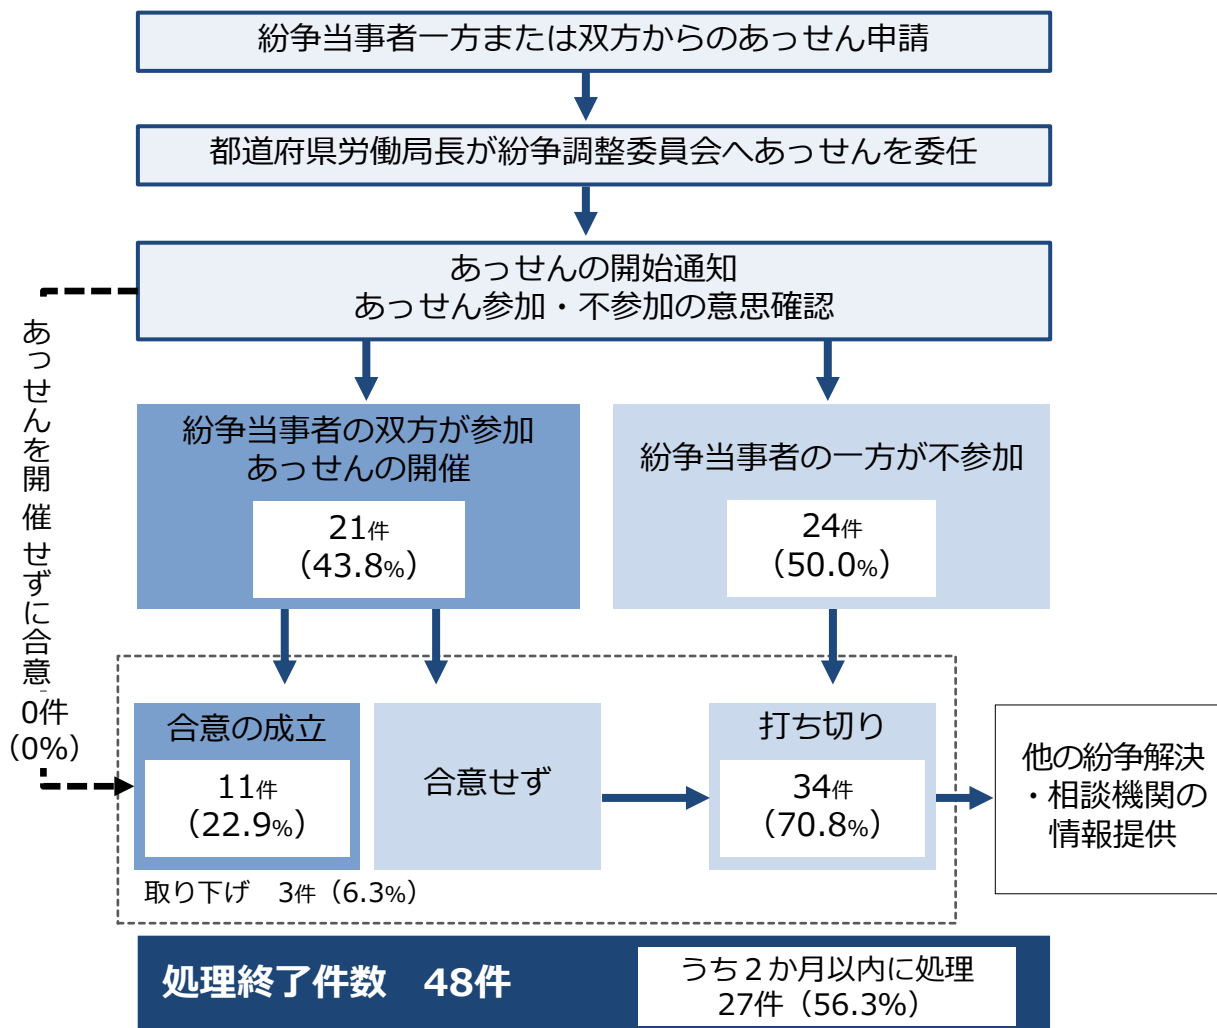 紛争当事者一方または双方からのあっせん申請
都道府県労働局長が紛争調整委員会へあっせんを委任
あっせんの開始通知
あっせん参加・不参加の意思確認
あっせんを開催せずに合意
0件
（0%）
紛争当事者の双方が参加
あっせんの開催
21件
（43.8%）
紛争当事者の一方が不参加
24件
（50.0%）
合意の成立
11件
（22.9%）
合意せず
打ち切り
34件
（70.8%）
他の紛争解決
・相談機関の
情報提供
取り下げ　3件（6.3%）
処理終了件数　48件
うち２か月以内に処理
27件（56.3%）